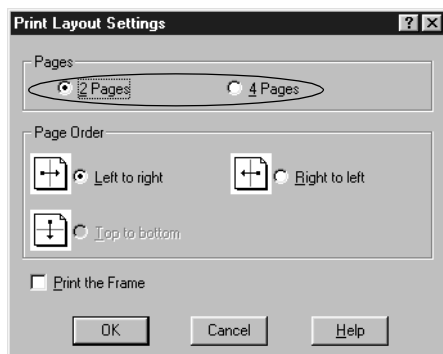 Print Layout Settings
Pages
2 Pages 4 Pages
Page Order
Left to right Right to left
Top to bottom
Print the Frame
OK Cancel Help